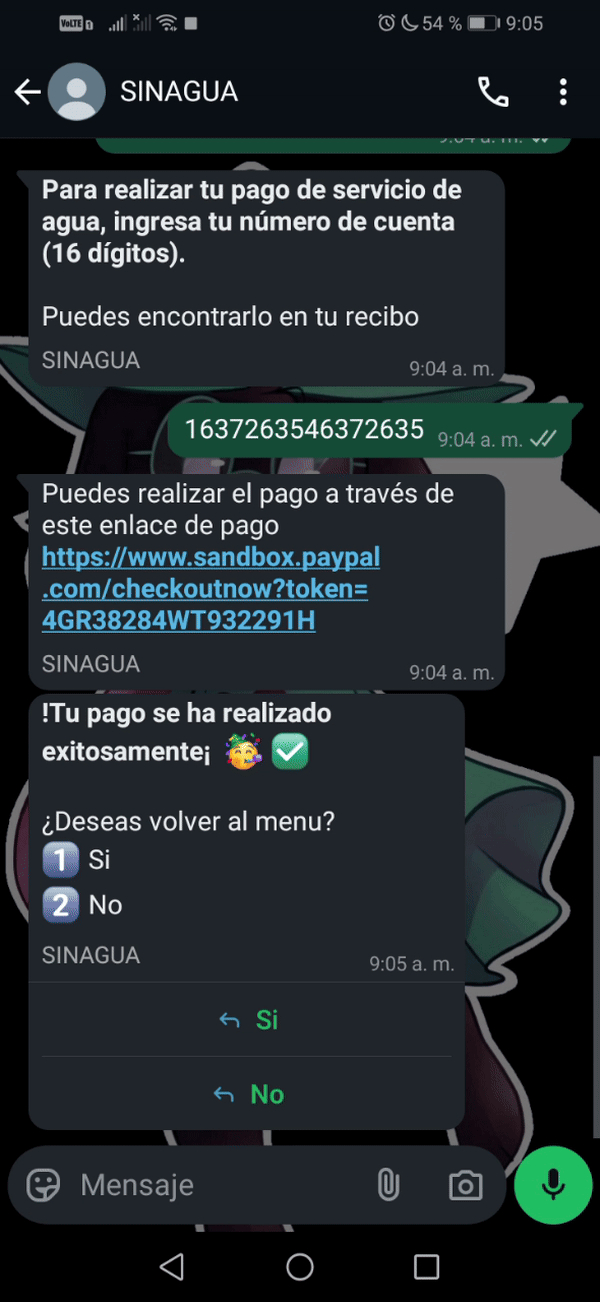 VoLTE
54 %
9:05
SINAGUA
9:04 a. m.
Para realizar tu pago de servicio de
agua, ingresa tu número de cuenta
(16 dígitos).
Puedes encontrarlo en tu recibo
SINAGUA
9:04 a. m.
1637263546372635
9:04 a. m.
Puedes realizar el pago a través de
este enlace de pago
https://www.sandbox.paypal
.com/checkoutnow?token=
4GR38284WT932291H
SINAGUA
9:04 a. m.
!Tu pago se ha realizado
exitosamente¡
¿Deseas volver al menu?
1 Si
2 No
SINAGUA
9:05 a. m.
Si
No
Mensaje